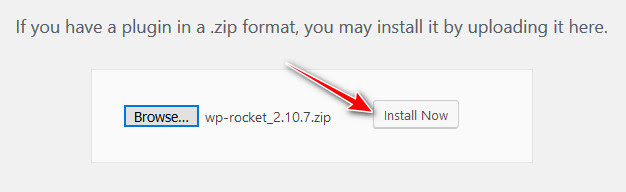 If you have a plugin in a .zip format, you may install it by uploading it here.
Browse... wp-rocket_2.10.7.zip Install Now